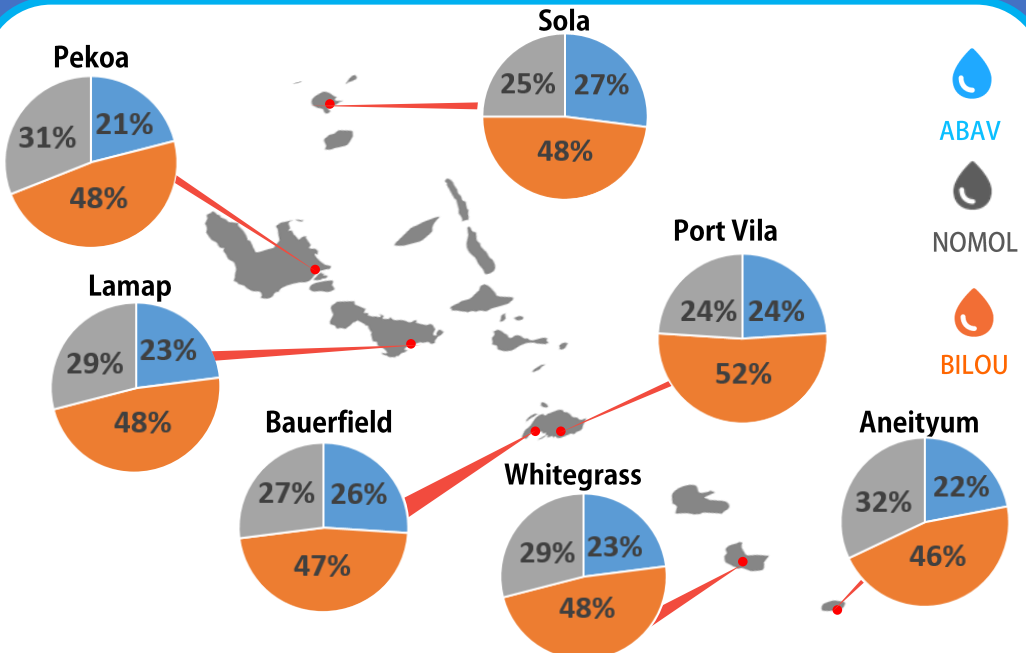 Sola
25%
27%
48%
Pekoa
31%
21%
48%
ABAV
NOMOL
BILOU
Port Vila
24%
24%
52%
Lamap
29%
23%
48%
Bauerfield
27%
26%
47%
Whitegrass
29%
23%
48%
Aneityum
32%
22%
46%